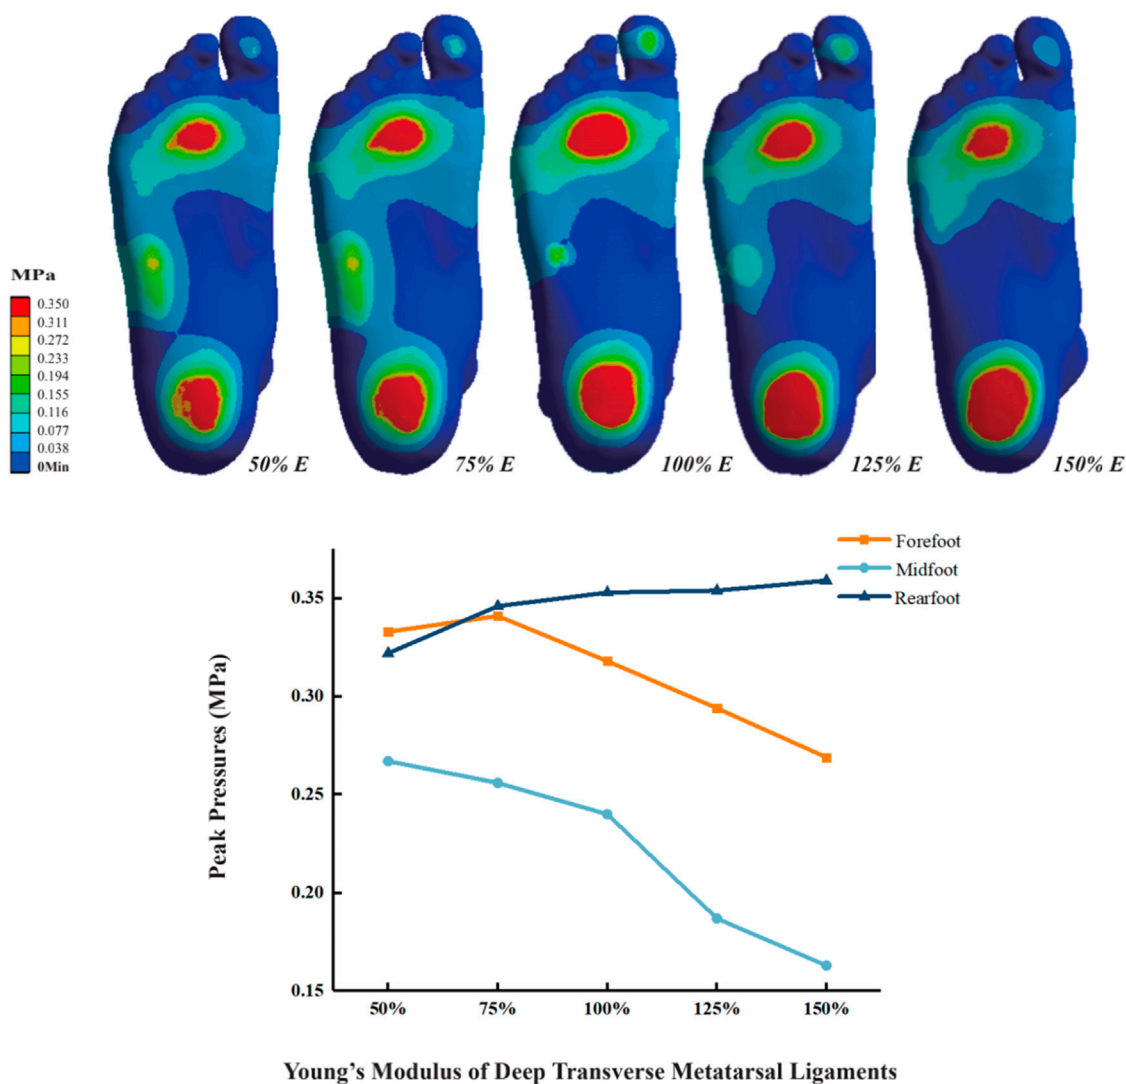 MPa
0.350
0.311
0.272
0.233
0.194
0.155
0.116
0.077
0.038
0Min
50% E
75% E
100% E
125% E
150% E
Forefoot
Midfoot
Rearfoot
Peak Pressures (MPa)
0.35
0.30
0.25
0.20
0.15
50%
75%
100%
125%
150%
Young's Modulus of Deep Transverse Metatarsal Ligaments